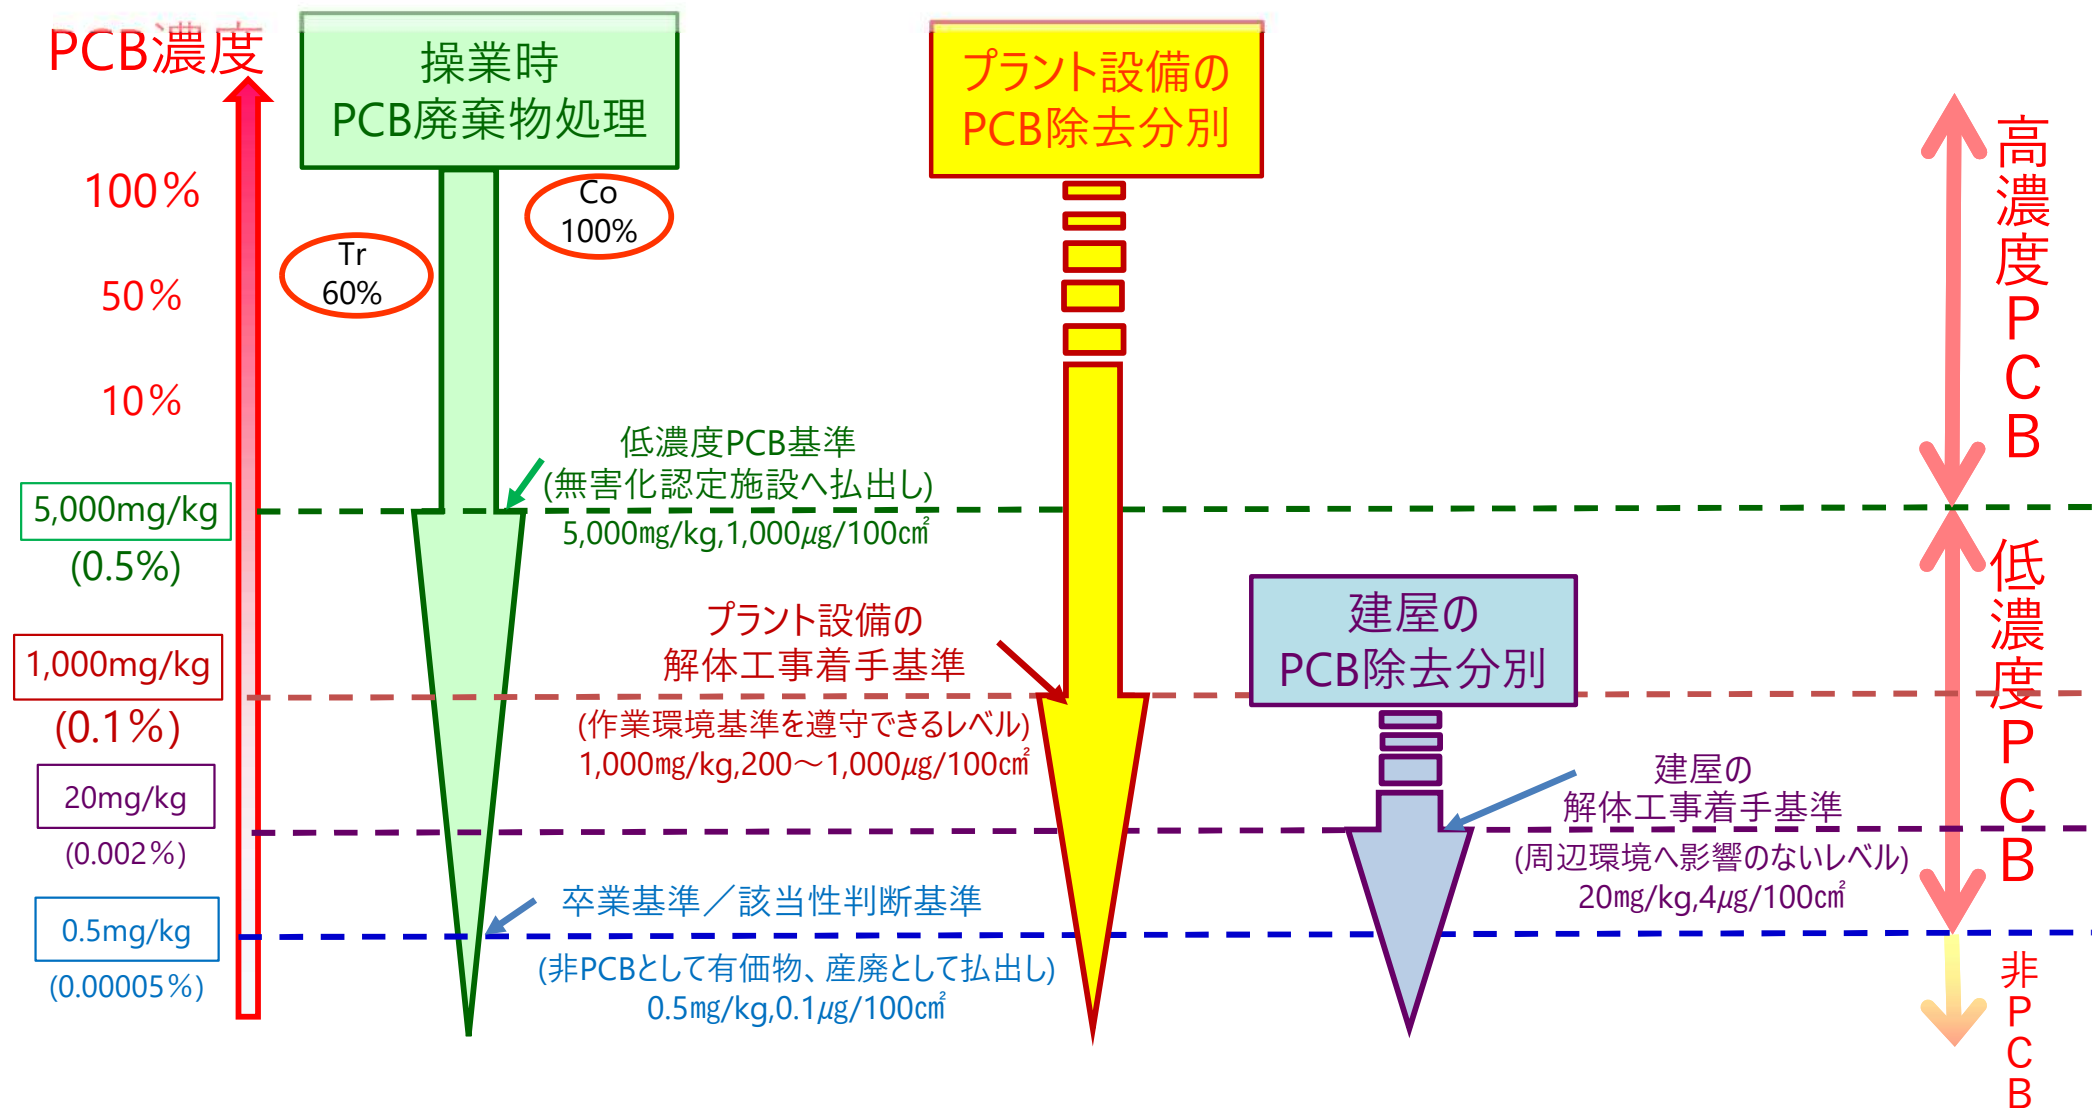 PCB濃度
100%
50%
10%
5,000mg/kg
(0.5%)
1,000mg/kg
(0.1%)
20mg/kg
(0.002%)
0.5mg/kg
(0.00005%)
操業時
PCB廃棄物処理
Co
100%
Tr
60%
低濃度PCB基準
(無害化認定施設へ払出し)
5,000㎎/kg,1,000㎍/100㎠
プラント設備の
PCB除去分別
プラント設備の
解体工事着手基準
(作業環境基準を遵守できるレベル)
1,000㎎/kg,200～1,000㎍/100㎠
建屋の
PCB除去分別
建屋の
解体工事着手基準
(周辺環境へ影響のないレベル)
20㎎/kg,4㎍/100㎠
卒業基準／該当性判断基準
(非PCBとして有価物、産廃として払出し)
0.5㎎/kg,0.1㎍/100㎠
高濃度PCB
低濃度PCB
非PCB